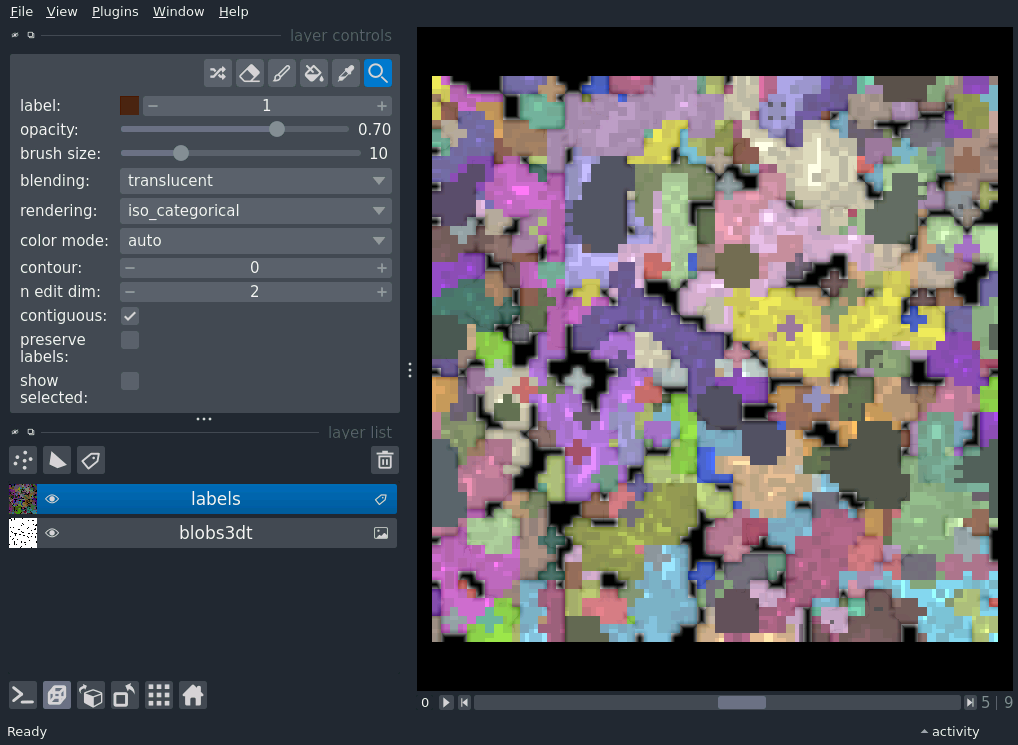 File View Plugins Window Help
layer controls
label: 1
opacity: 0.70
brush size: 10
blending: translucent
rendering: iso_categorical
color mode: auto
contour: 0
n edit dim: 2
contiguous:
preserve
labels:
show
selected:
layer list
labels
blobs3dt
0 5 | 9
Ready activity